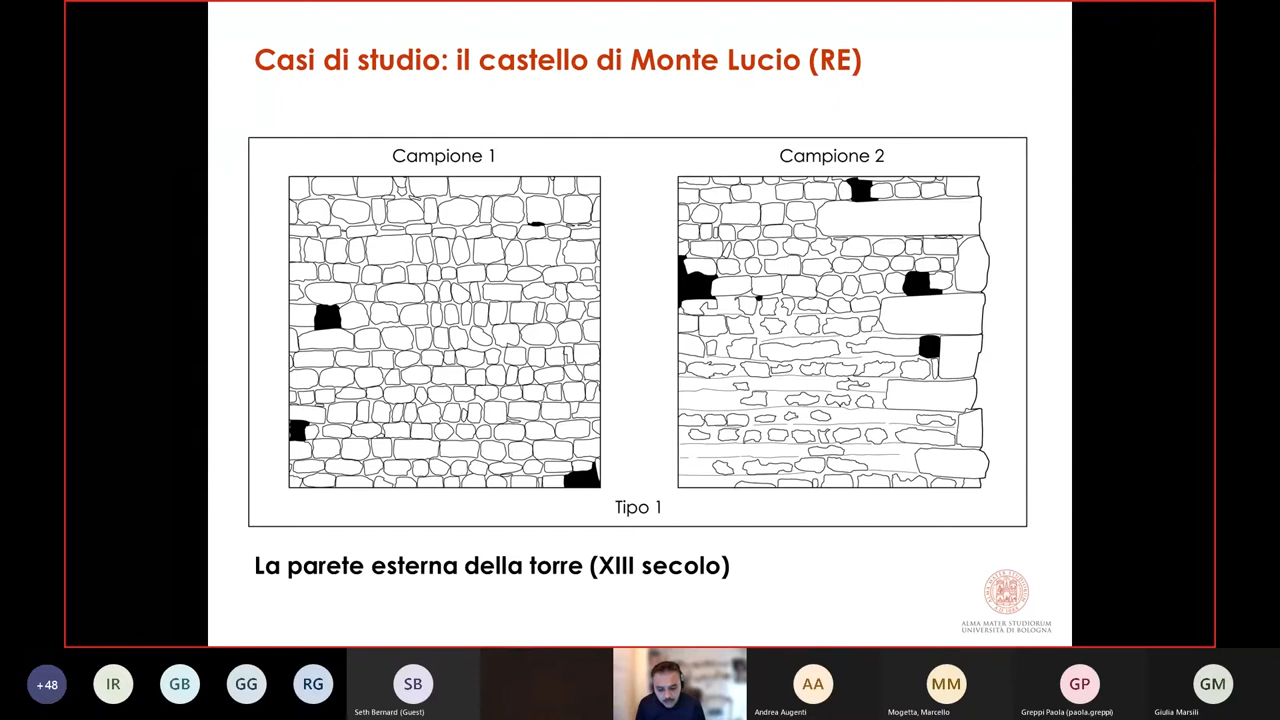 Casi di studio: il castello di Monte Lucio (RE)
Campione 1
Campione 2
Tipo 1
La parete esterna della torre (XIII secolo)
ALMA MATER STUDIORUM
UNIVERSITÀ DI BOLOGNA
+48
IR
GB
GG
RG
SB
Seth Bernard (Guest)
AA
Andrea Augenti
MM
Mogetta, Marcello
GP
Greppi Paola (paola.greppi)
GM
Giulia Marsili